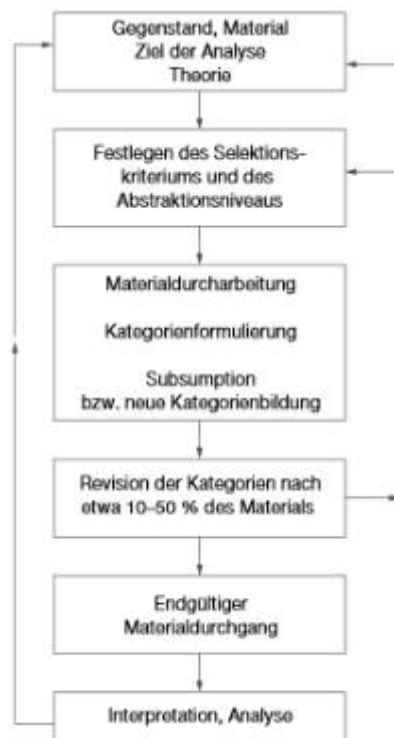 Gegenstand, Material
Ziel der Analyse
Theorie
Festlegen des Selektions-
kriteriums und des
Abstraktionsniveaus
Materialdurcharbeitung
Kategorienformulierung
Subsumption
bzw. neue Kategorienbildung
Revision der Kategorien nach
etwa 10–50 % des Materials
Endgültiger
Materialdurchgang
Interpretation, Analyse